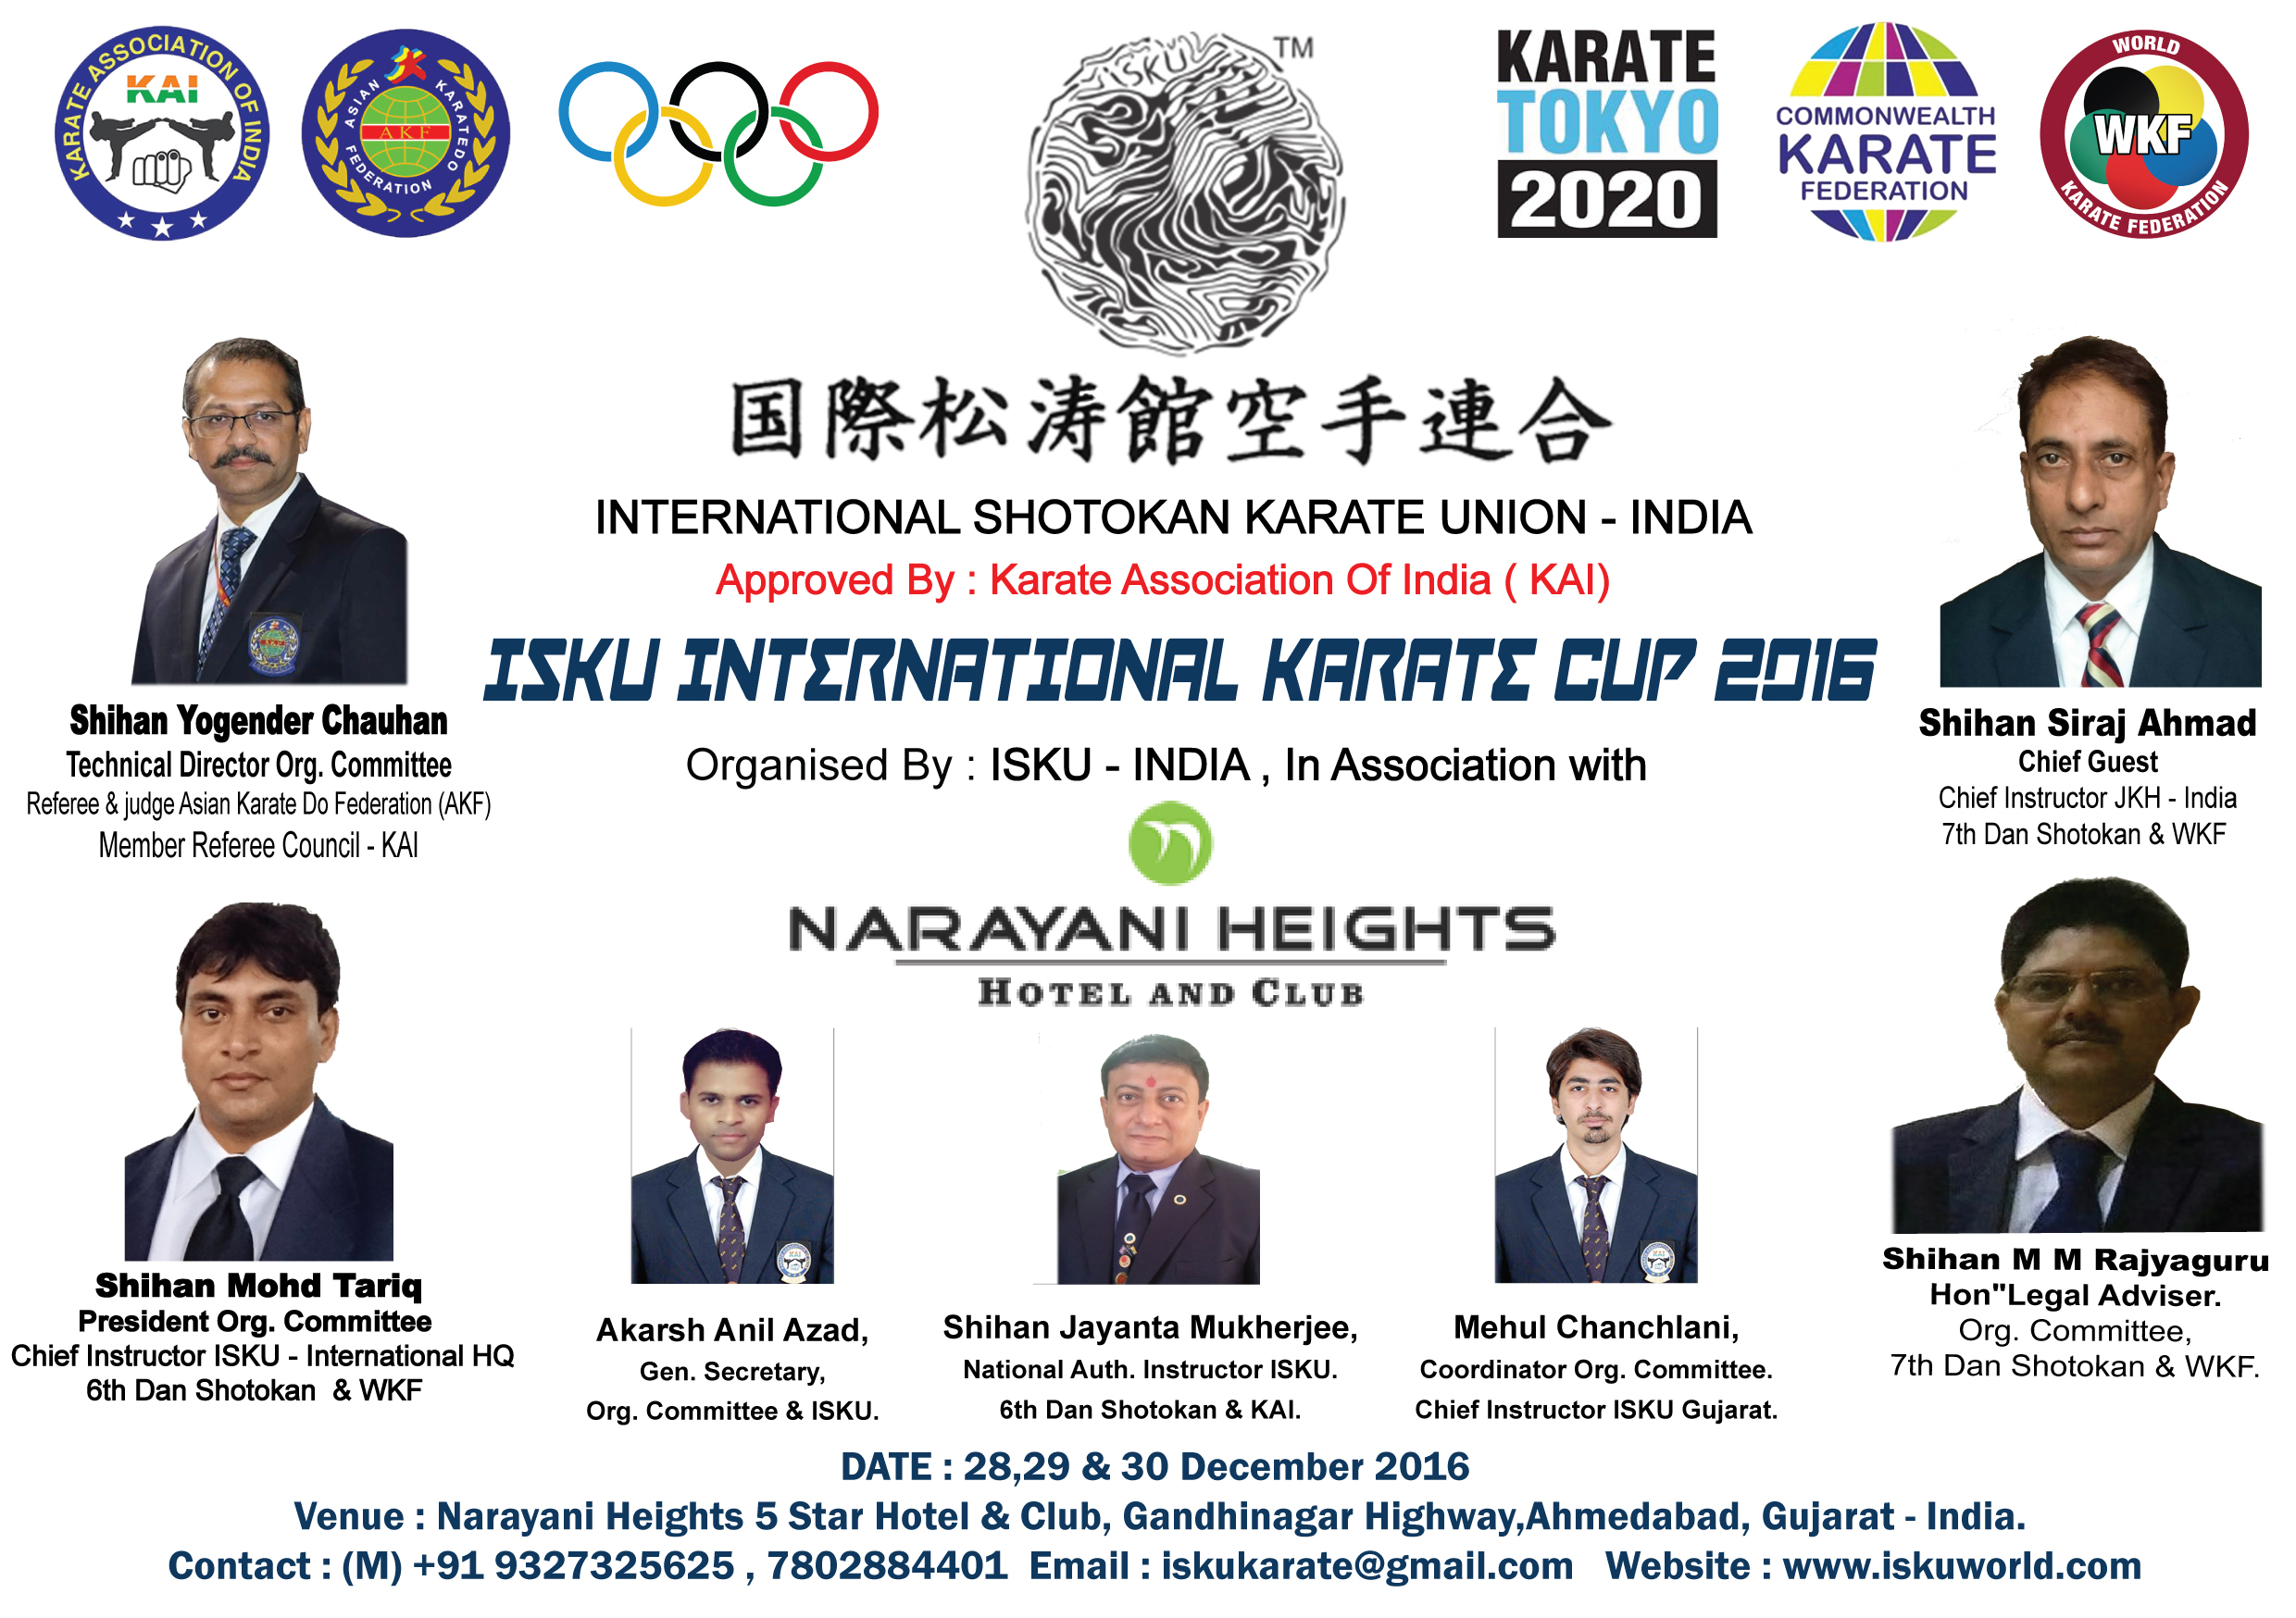 KARATE ASSOCIATION OF INDIA
KAI
ASIAN KARATEDO FEDERATION
AKF
ISKU
TM
KARATE
TOKYO
2020
COMMONWEALTH
KARATE
FEDERATION
WORLD
WKF
KARATE FEDERATION
国際松涛館空手連合
INTERNATIONAL SHOTOKAN KARATE UNION - INDIA
Approved By : Karate Association Of India ( KAI)
ISKU INTERNATIONAL KARATE CUP 2016
Organised By : ISKU - INDIA , In Association with
NARAYANI HEIGHTS
HOTEL AND CLUB
Shihan Yogender Chauhan
Technical Director Org. Committee
Referee & judge Asian Karate Do Federation (AKF)
Member Referee Council - KAI
Shihan Siraj Ahmad
Chief Guest
Chief Instructor JKH - India
7th Dan Shotokan & WKF
Shihan Mohd Tariq
President Org. Committee
Chief Instructor ISKU - International HQ
6th Dan Shotokan & WKF
Akarsh Anil Azad,
Gen. Secretary,
Org. Committee & ISKU.
Shihan Jayanta Mukherjee,
National Auth. Instructor ISKU.
6th Dan Shotokan & KAI.
Mehul Chanchlani,
Coordinator Org. Committee.
Chief Instructor ISKU Gujarat.
Shihan M M Rajyaguru
Hon"Legal Adviser.
Org. Committee,
7th Dan Shotokan & WKF.
DATE : 28,29 & 30 December 2016
Venue : Narayani Heights 5 Star Hotel & Club, Gandhinagar Highway,Ahmedabad, Gujarat - India.
Contact : (M) +91 9327325625 , 7802884401 Email : iskukarate@gmail.com Website : www.iskuworld.com